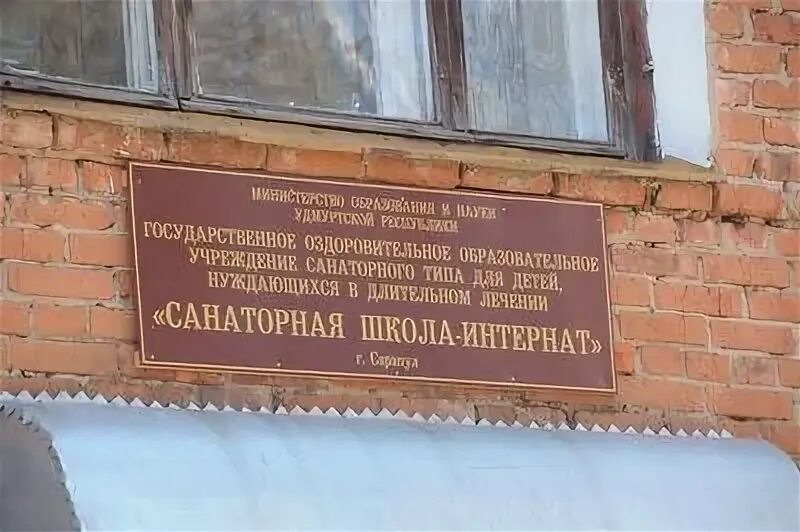 МИНИСТЕРСТВО ОБРАЗОВАНИЯ И НАУКИ
УДМУРТСКОЙ РЕСПУБЛИКИ
ГОСУДАРСТВЕННОЕ ОЗДОРОВИТЕЛЬНОЕ ОБРАЗОВАТЕЛЬНОЕ
УЧРЕЖДЕНИЕ САНАТОРНОГО ТИПА ДЛЯ ДЕТЕЙ,
НУЖДАЮЩИХСЯ В ДЛИТЕЛЬНОМ ЛЕЧЕНИИ
«САНАТОРНАЯ ШКОЛА-ИНТЕРНАТ»
г. Сарапул